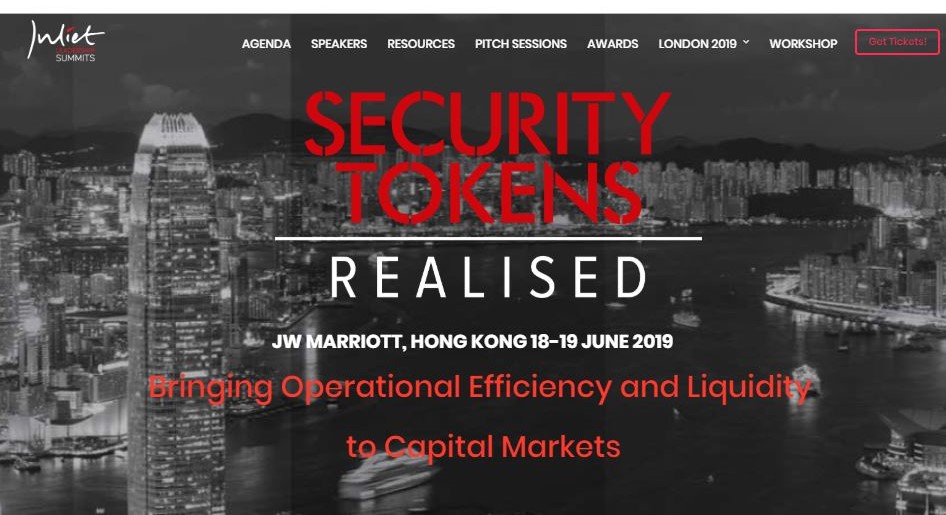 Juliet
LEADERSHIP
SUMMITS
AGENDA SPEAKERS RESOURCES PITCH SESSIONS AWARDS LONDON 2019 WORKSHOP Get Tickets!
SECURITY
TOKENS
REALISED
JW MARRIOTT, HONG KONG 18-19 JUNE 2019
Bringing Operational Efficiency and Liquidity
to Capital Markets